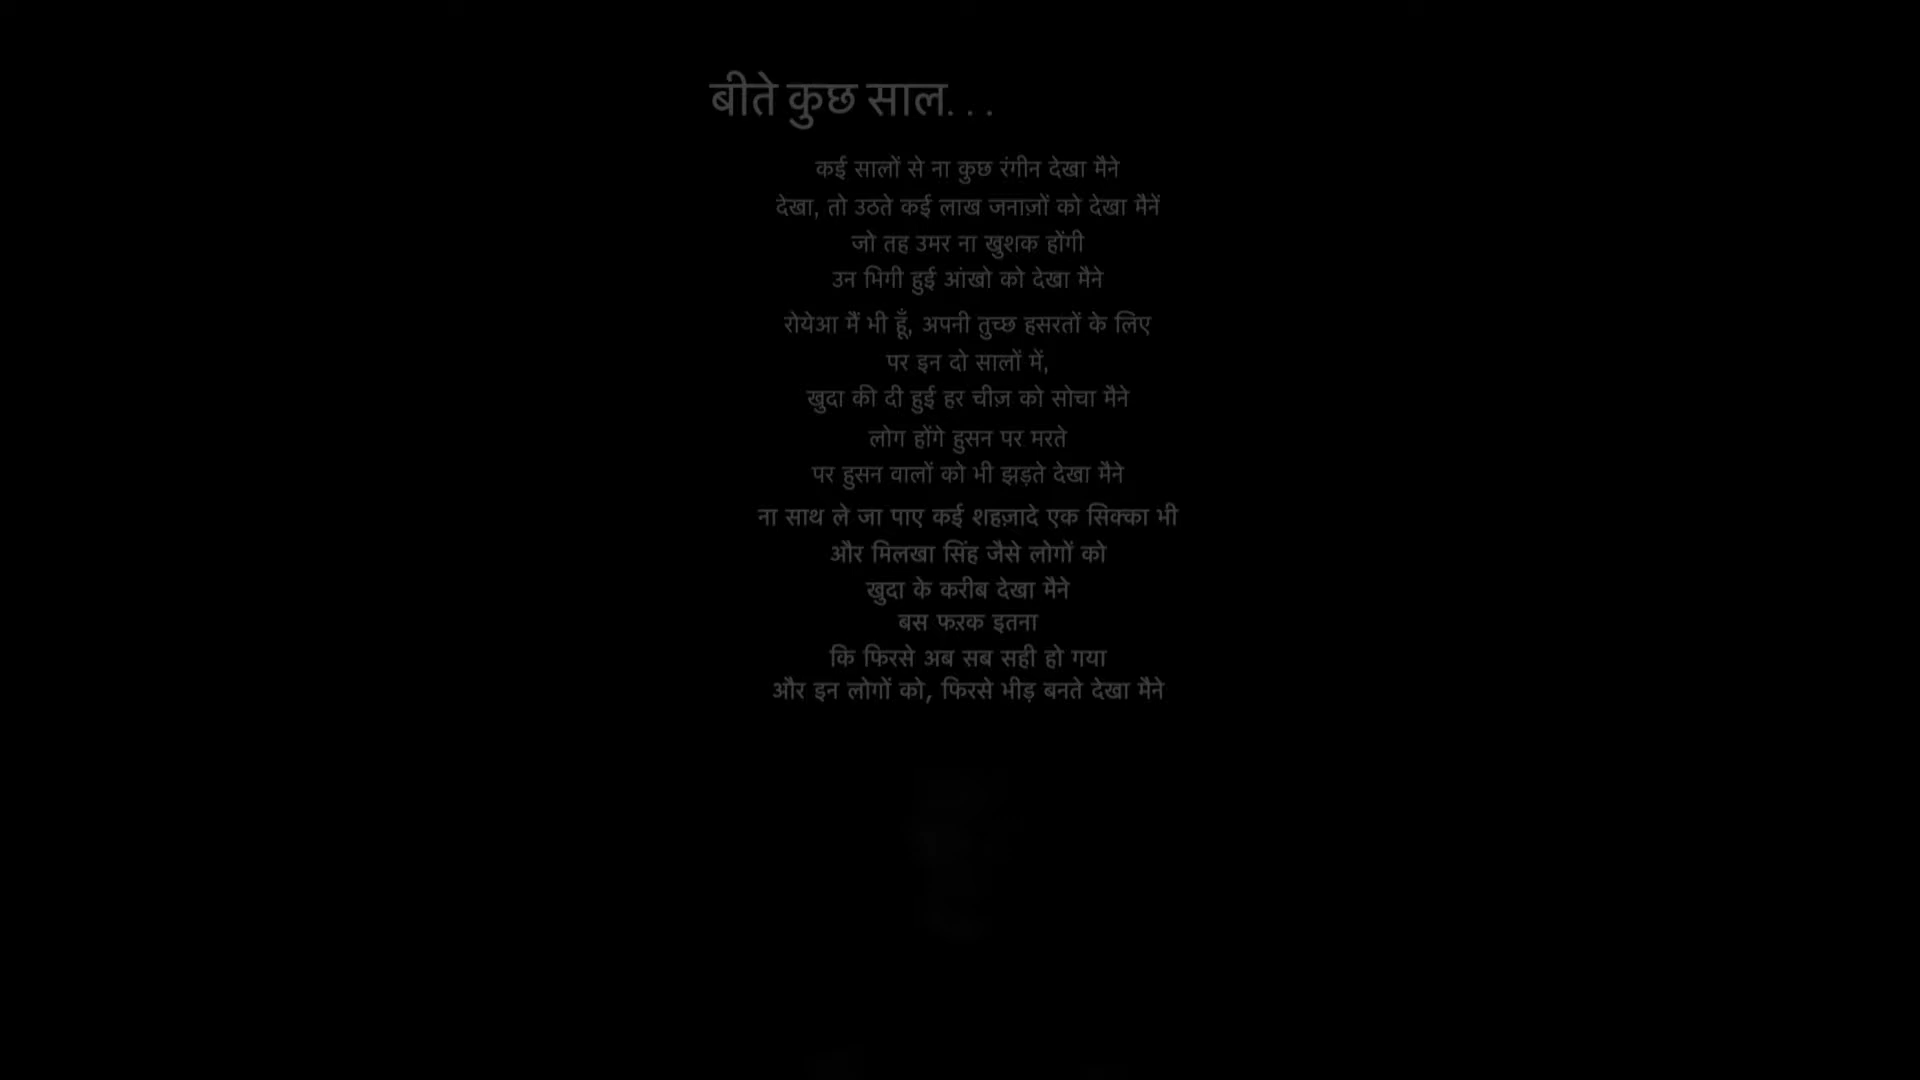 बीते कुछ साल...
कई सालों से ना कुछ रंगीन देखा मैने
देखा, तो उठते कई लाख जनाज़ों को देखा मैनें
जो तह उमर ना खुशक होंगी
उन भिगी हुई आंखो को देखा मैने
रोयेआ मैं भी हूँ, अपनी तुच्छ हसरतों के लिए
पर इन दो सालों में,
खुदा की दी हुई हर चीज़ को सोचा मैने
लोग होंगे हुसन पर मरते
पर हुसन वालों को भी झड़ते देखा मैने
ना साथ ले जा पाए कई शहज़ादे एक सिक्का भी
और मिलखा सिंह जैसे लोगों को
खुदा के करीब देखा मैने
बस फऱक इतना
कि फिरसे अब सब सही हो गया
और इन लोगों को, फिरसे भीड़ बनते देखा मैने